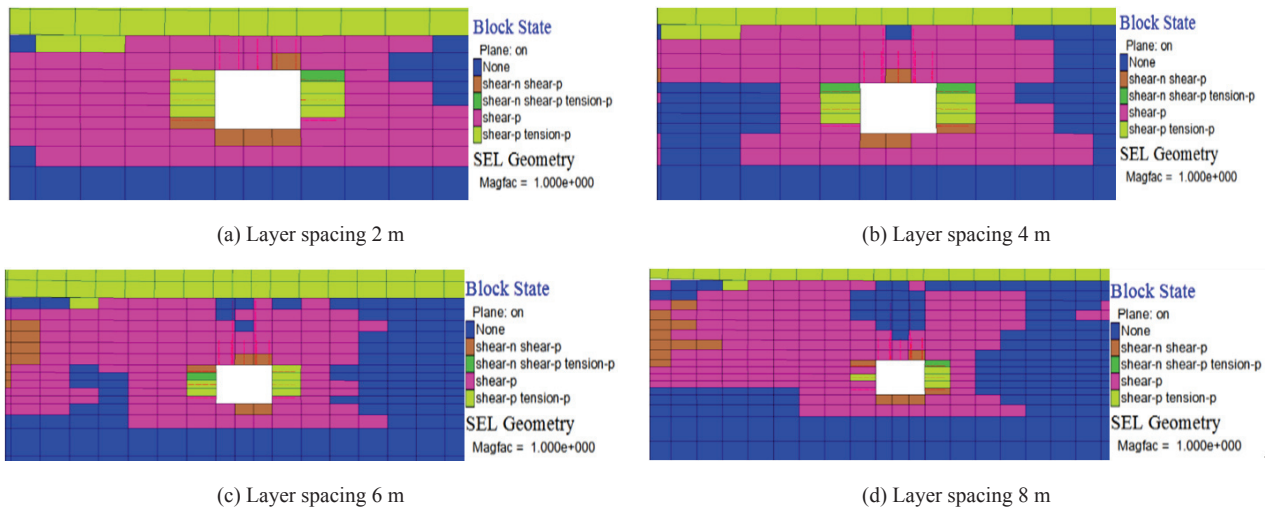 Block State
Plane: on
None
shear-n shear-p
shear-n shear-p tension-p
shear-p
shear-p tension-p
SEL Geometry
Magfac = 1.000e+000
(a) Layer spacing 2 m
Block State
Plane: on
None
shear-n shear-p
shear-n shear-p tension-p
shear-p
shear-p tension-p
SEL Geometry
Magfac = 1.000e+000
(b) Layer spacing 4 m
Block State
Plane: on
None
shear-n shear-p
shear-n shear-p tension-p
shear-p
shear-p tension-p
SEL Geometry
Magfac = 1.000e+000
(c) Layer spacing 6 m
Block State
Plane: on
None
shear-n shear-p
shear-n shear-p tension-p
shear-p
shear-p tension-p
SEL Geometry
Magfac = 1.000e+000
(d) Layer spacing 8 m